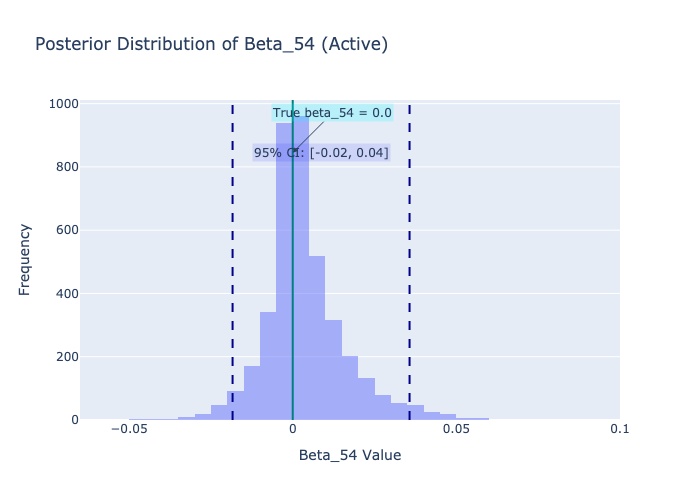 Posterior Distribution of Beta_54 (Active)
1000
800
600
400
200
0
Frequency
True beta_54 = 0.0
95% CI: [-0.02, 0.04]
−0.05
0
0.05
0.1
Beta_54 Value